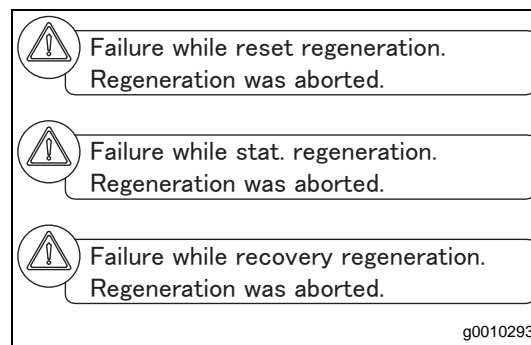 Failure while reset regeneration.
Regeneration was aborted.
Failure while stat. regeneration.
Regeneration was aborted.
Failure while recovery regeneration.
Regeneration was aborted.
g0010293